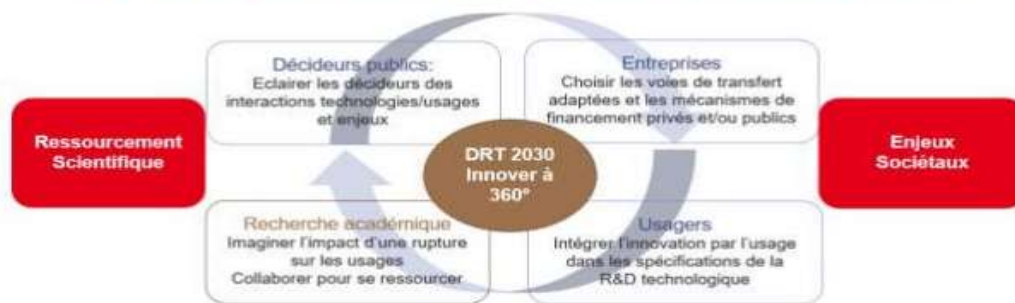 Décideurs publics:
Eclairer les décideurs des
interactions technologies/usages
et enjeux
Entreprises
Choisir les voies de transfert
adaptées et les mécanismes de
financement privés et/ou publics
Ressourcement
Scientifique
DRT 2030
Innover à
360°
Enjeux
Sociétaux
Recherche académique
Imaginer l'impact d'une rupture
sur les usages
Collaborer pour se ressourcer
Usagers
Intégrer l'innovation par l'usage
dans les spécifications de la
R&D technologique